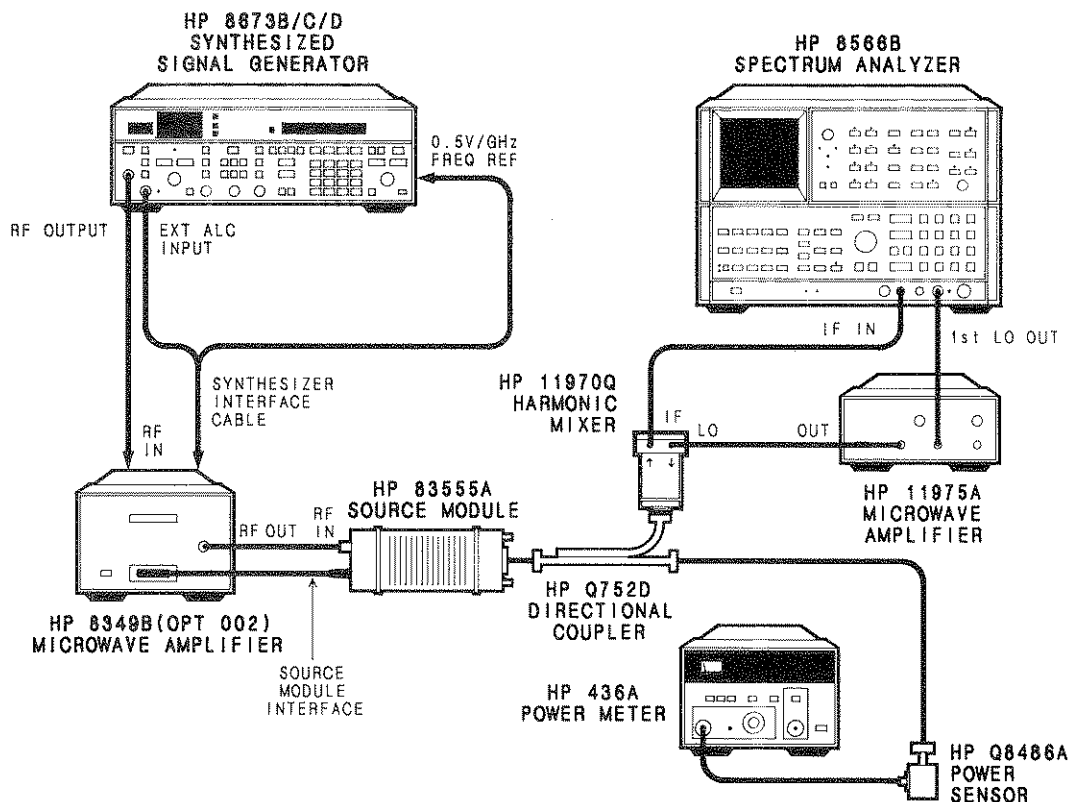 HP 8673B/C/D
SYNTHESIZED
SIGNAL GENERATOR
HP 8566B
SPECTRUM ANALYZER
0.5V/GHz
FREQ REF
RF OUTPUT
EXT ALC
INPUT
IF IN
1st LO OUT
SYNTHESIZER
INTERFACE
CABLE
HP 11970Q
HARMONIC
MIXER
IF
LO
OUT
RF
IN
HP 11975A
MICROWAVE
AMPLIFIER
HP 83555A
SOURCE MODULE
RF OUT
RF
IN
HP Q752D
DIRECTIONAL
COUPLER
HP 8349B(OPT 002)
MICROWAVE AMPLIFIER
SOURCE
MODULE
INTERFACE
HP 436A
POWER METER
HP Q8486A
POWER
SENSOR